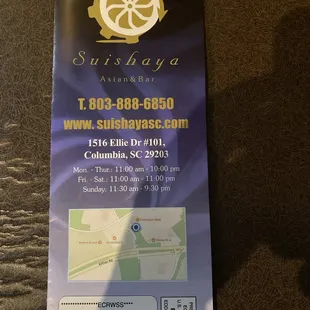 Suishaya
Asian & Bar
T. 803-888-6850
www. suishayasc.com
1516 Ellie Dr #101,
Columbia, SC 29203
Mon. - Thur.: 11:00 am - 10:00 pm
Fri. - Sat.: 11:00 am - 11:00 pm
Sunday: 11:30 am - 9:30 pm
**************ECRWSS****